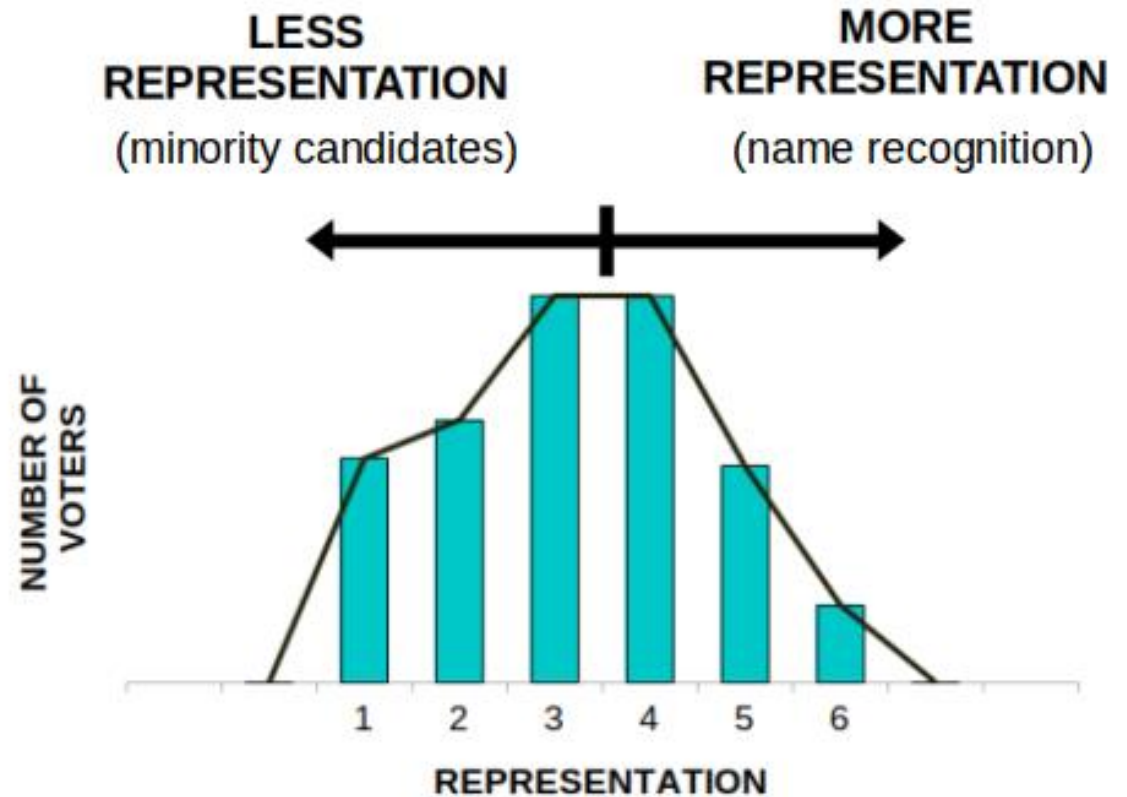 LESS
REPRESENTATION
(minority candidates)
MORE
REPRESENTATION
(name recognition)
NUMBER OF
VOTERS
1 2 3 4 5 6
REPRESENTATION